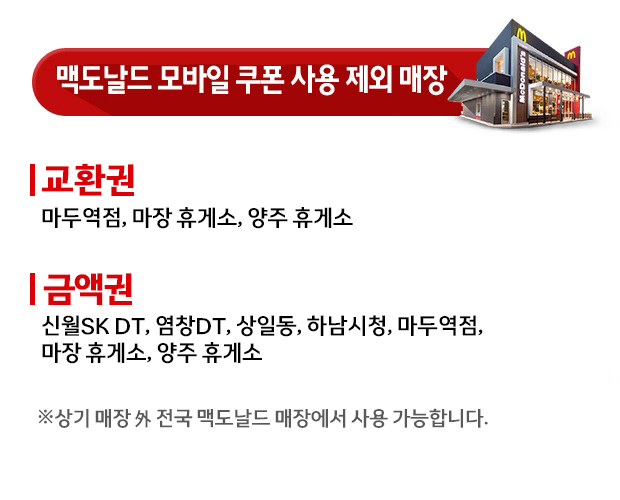 맥도날드 모바일 쿠폰 사용 제외 매장
McDonald's
교환권
마두역점, 마장 휴게소, 양주 휴게소
금액권
신월SK DT, 염창DT, 상일동, 하남시청, 마두역점,
마장 휴게소, 양주 휴게소
※상기 매장 外 전국 맥도날드 매장에서 사용 가능합니다.